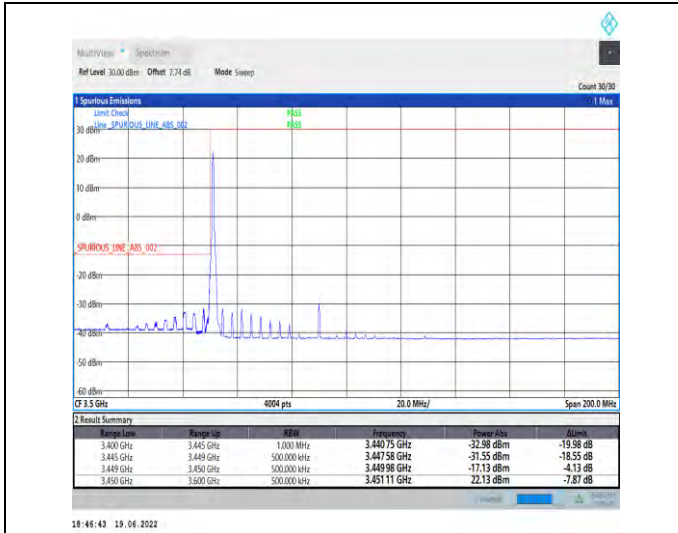 MultiView Spectrum
Ref Level 30.00 dBm Offset 7.74 dB Mode Sweep
Count 30/30
1 Spurious Emissions 1 Max
Limit Check PASS
Line _SPURIOUS_LINE_ABS_002 PASS
30 dBm
20 dBm
10 dBm
0 dBm
_SPURIOUS_LINE_ABS_002
-20 dBm
-30 dBm
-40 dBm
-50 dBm
-60 dBm
CF 3.5 GHz 4004 pts 20.0 MHz/ Span 200.0 MHz
2 Result Summary
Range Low Range Up RBW Frequency Power Abs ΔLimit
3.400 GHz 3.445 GHz 1.000 MHz 3.440 75 GHz -32.98 dBm -19.98 dB
3.445 GHz 3.449 GHz 500.000 kHz 3.447 58 GHz -31.55 dBm -18.55 dB
3.449 GHz 3.450 GHz 500.000 kHz 3.449 98 GHz -17.13 dBm -4.13 dB
3.450 GHz 3.600 GHz 500.000 kHz 3.451 11 GHz 22.13 dBm -7.87 dB
18:46:43 19.06.2022